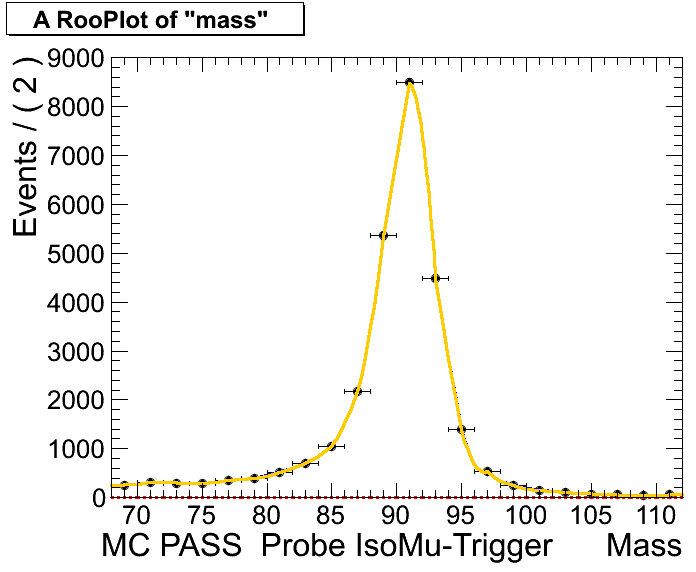 A RooPlot of "mass"
Events / ( 2 )
9000
8000
7000
6000
5000
4000
3000
2000
1000
0
70 75 80 85 90 95 100 105 110
MC PASS Probe IsoMu-Trigger Mass